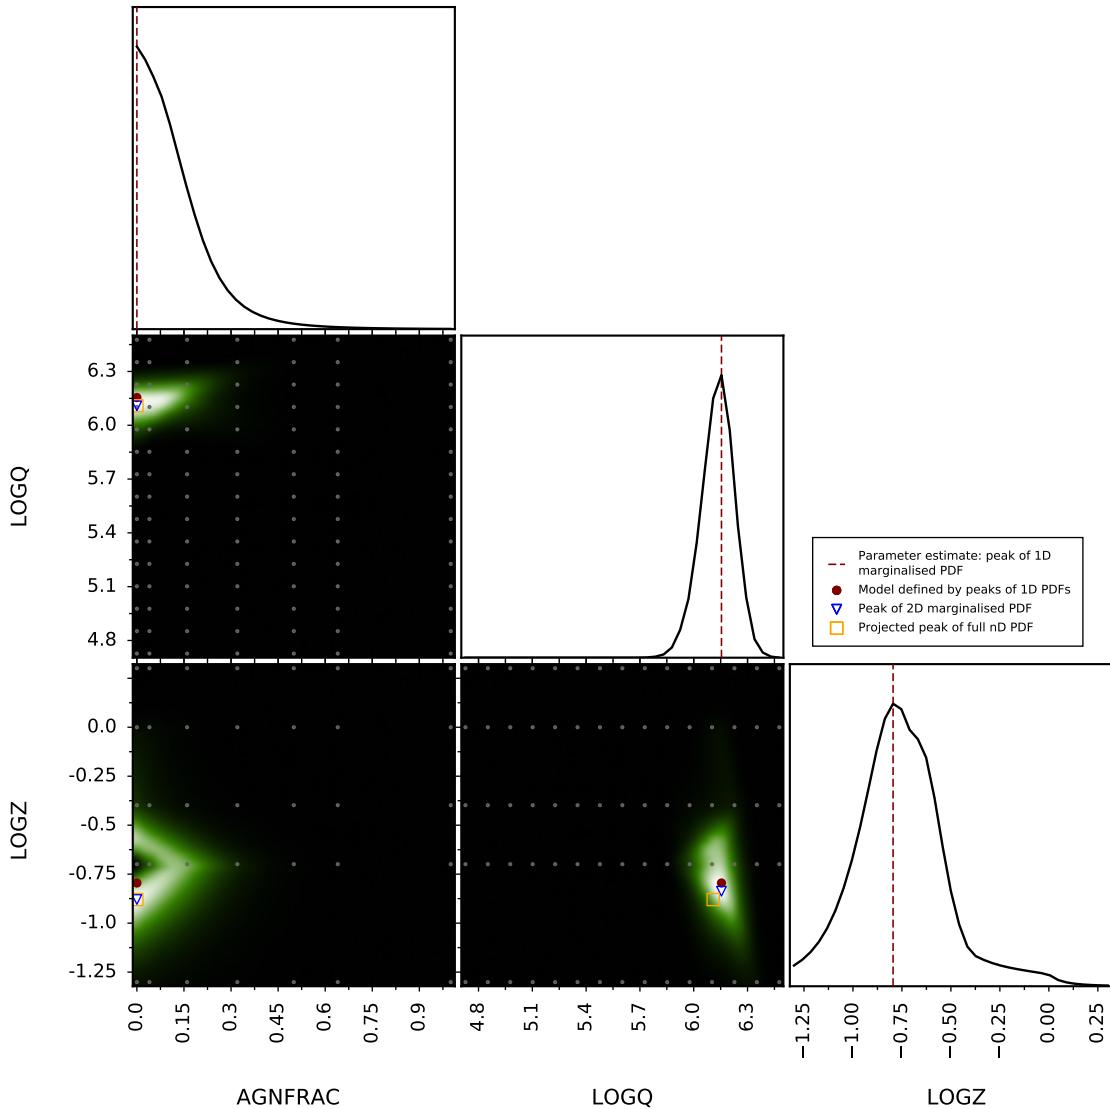 6.3
6.0
5.7
5.4
5.1
4.8
LOGQ
Parameter estimate: peak of 1D
marginalised PDF
Model defined by peaks of 1D PDFs
Peak of 2D marginalised PDF
Projected peak of full nD PDF
0.0
-0.25
-0.5
-0.75
-1.0
-1.25
LOGZ
0.0 0.15 0.3 0.45 0.6 0.75 0.9
4.8 5.1 5.4 5.7 6.0 6.3
−1.25 −1.00 −0.75 −0.50 −0.25 0.00 0.25
AGNFRAC LOGQ LOGZ